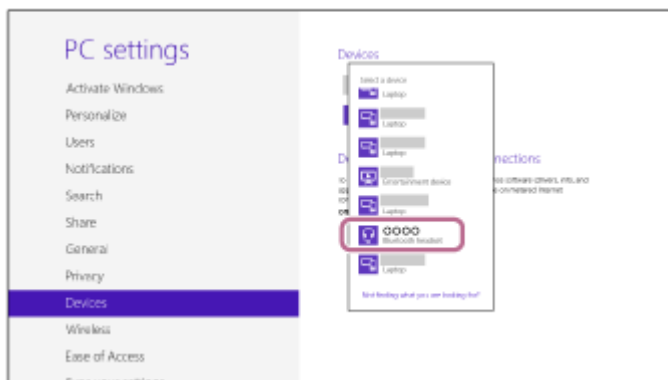 PC settings
Activate Windows
Personalize
Users
Notifications
Search
Share
General
Privacy
Devices
Wireless
Ease of Access
Devices
Select a device
Laptop
Laptop
Laptop
Entertainment device
Laptop
OOOO
Bluetooth headset
Laptop
Not finding what you are looking for?
nections